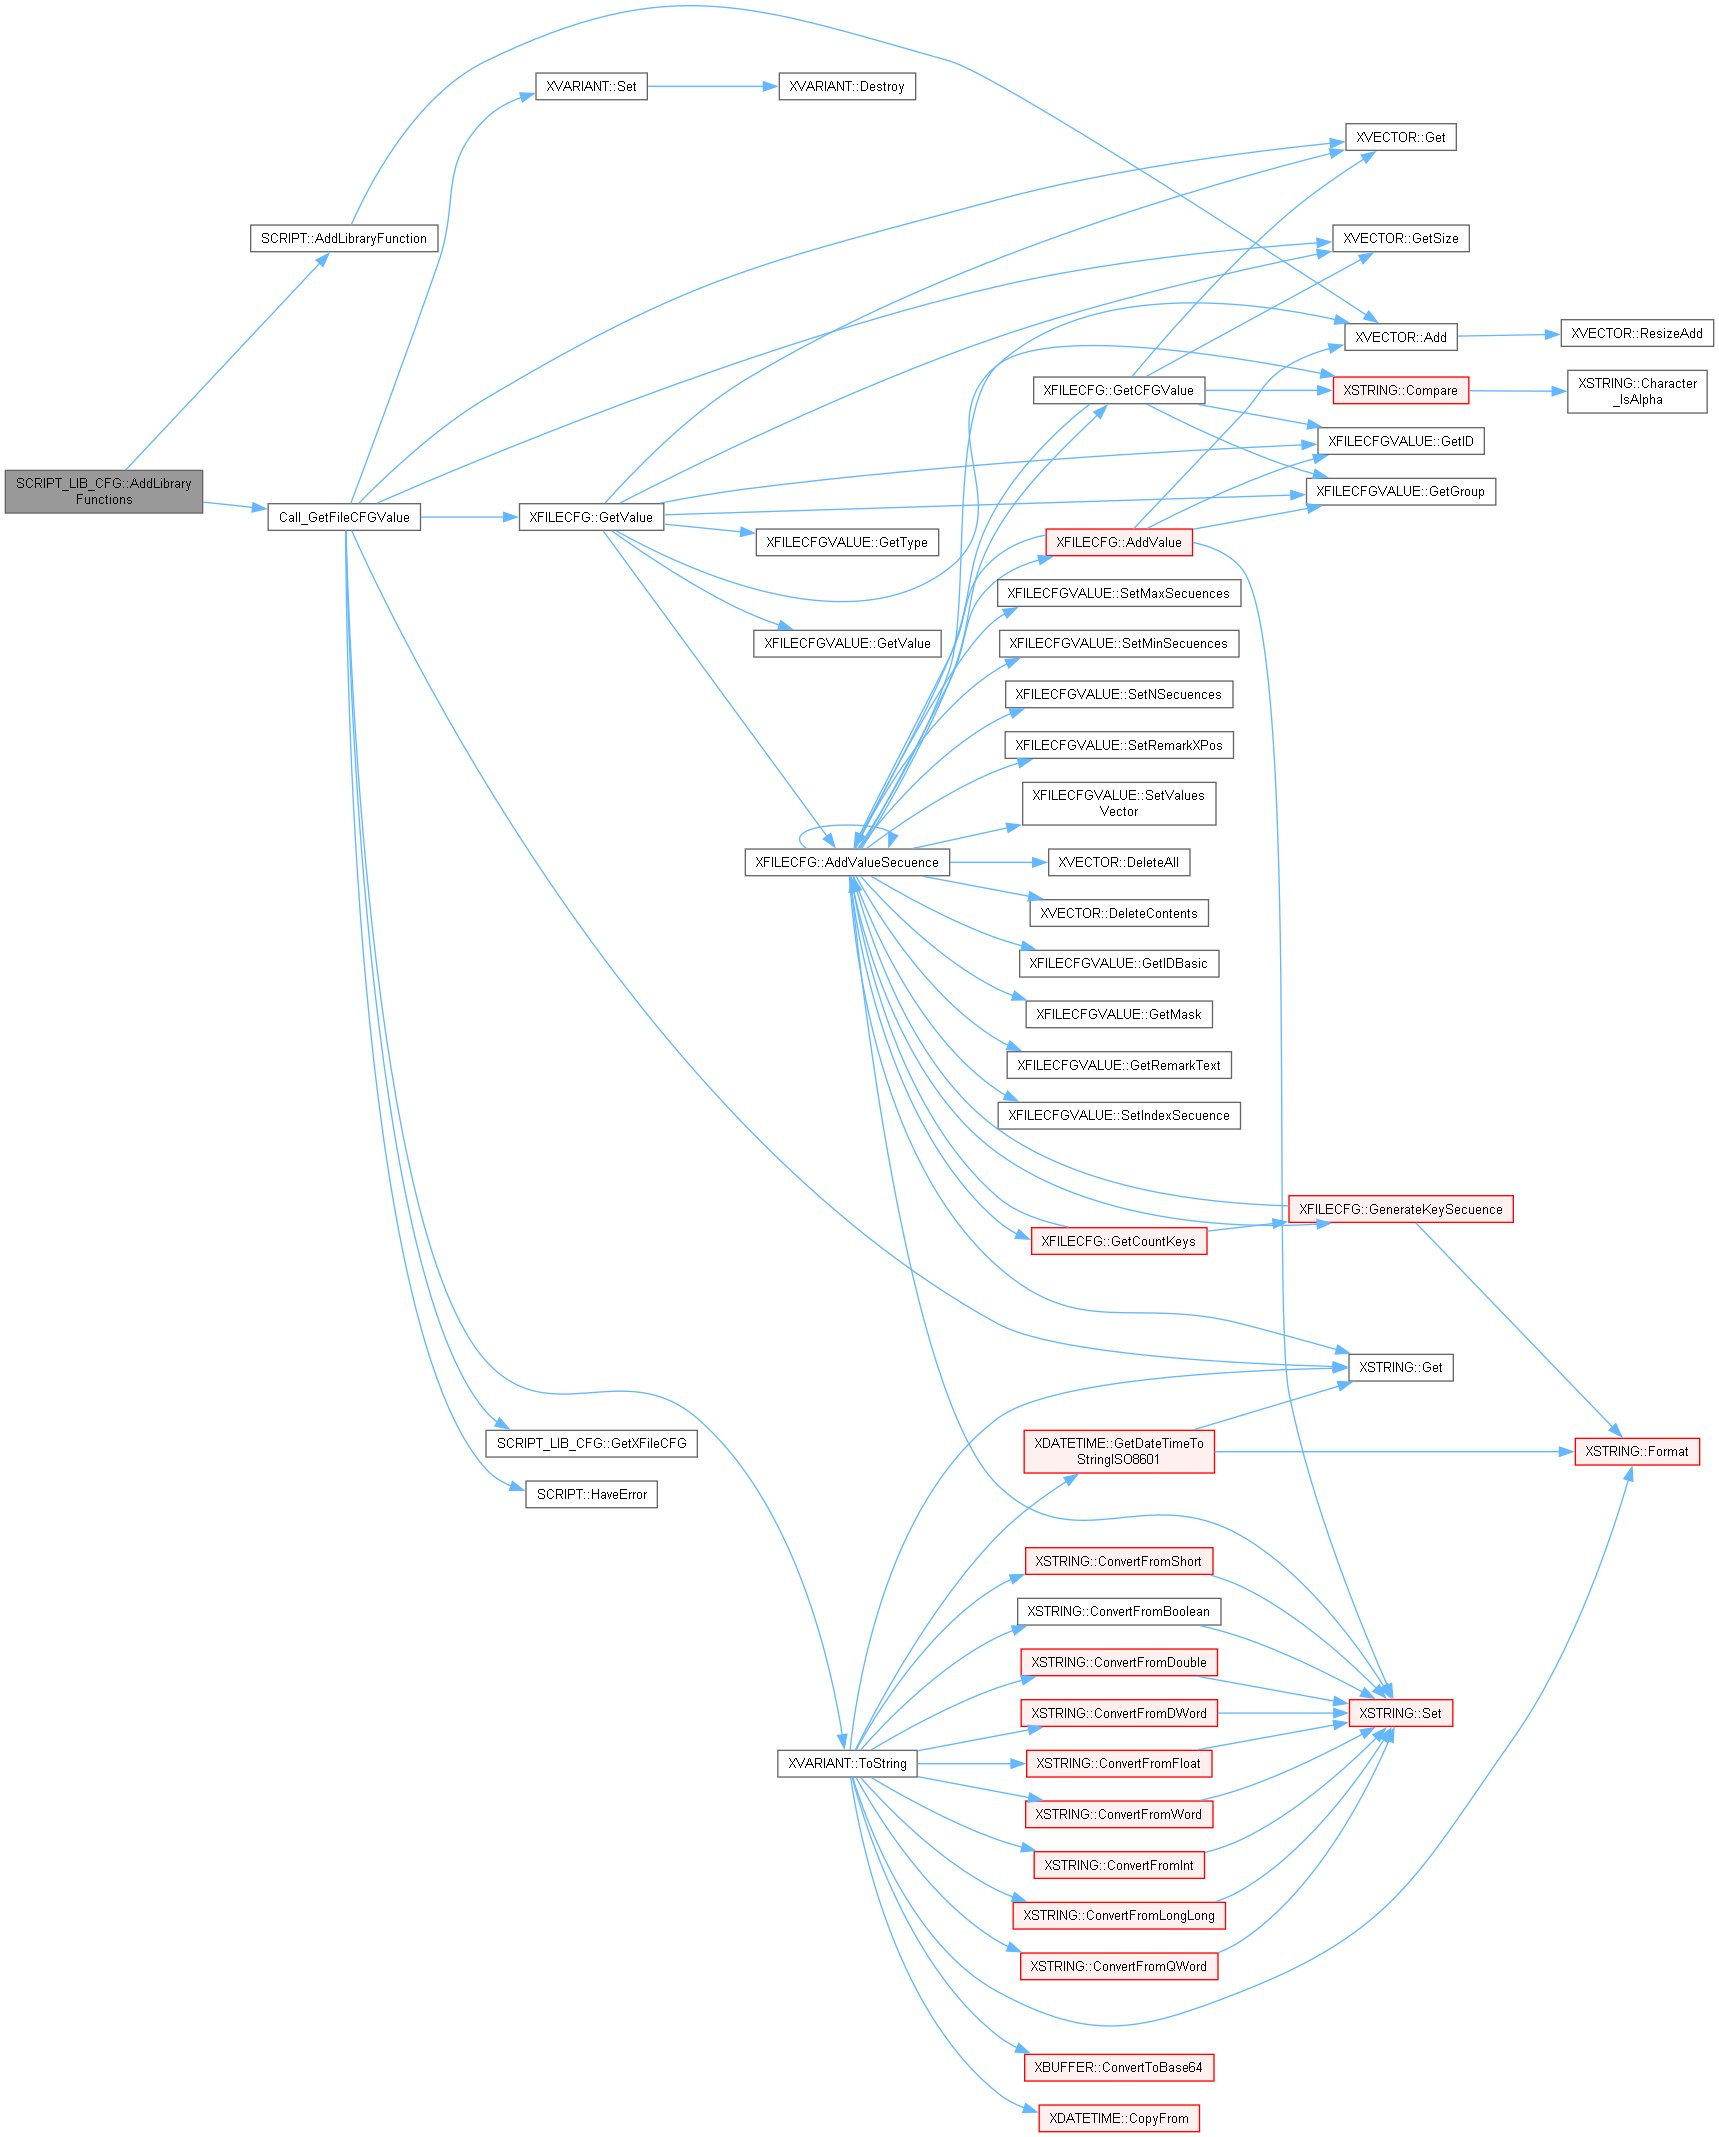 XVARIANT::Set
XVARIANT::Destroy
XVECTOR::Get
SCRIPT::AddLibraryFunction
XVECTOR::GetSize
XVECTOR::Add
XVECTOR::ResizeAdd
XFILECFG::GetCFGValue
XSTRING::Compare
XSTRING::Character
_IsAlpha
XFILECFGVALUE::GetID
SCRIPT_LIB_CFG::AddLibrary
Functions
XFILECFGVALUE::GetGroup
Call_GetFileCFGValue
XFILECFG::GetValue
XFILECFGVALUE::GetType
XFILECFG::AddValue
XFILECFGVALUE::SetMaxSecuences
XFILECFGVALUE::GetValue
XFILECFGVALUE::SetMinSecuences
XFILECFGVALUE::SetNSecuences
XFILECFGVALUE::SetRemarkXPos
XFILECFGVALUE::SetValues
Vector
XFILECFG::AddValueSecuence
XVECTOR::DeleteAll
XVECTOR::DeleteContents
XFILECFGVALUE::GetIDBasic
XFILECFGVALUE::GetMask
XFILECFGVALUE::GetRemarkText
XFILECFGVALUE::SetIndexSecuence
XFILECFG::GenerateKeySecuence
XFILECFG::GetCountKeys
XSTRING::Get
SCRIPT_LIB_CFG::GetXFileCFG
XDATETIME::GetDateTimeTo
StringISO8601
XSTRING::Format
SCRIPT::HaveError
XSTRING::ConvertFromShort
XSTRING::ConvertFromBoolean
XSTRING::ConvertFromDouble
XSTRING::ConvertFromDWord
XSTRING::Set
XVARIANT::ToString
XSTRING::ConvertFromFloat
XSTRING::ConvertFromWord
XSTRING::ConvertFromInt
XSTRING::ConvertFromLongLong
XSTRING::ConvertFromQWord
XBUFFER::ConvertToBase64
XDATETIME::CopyFrom